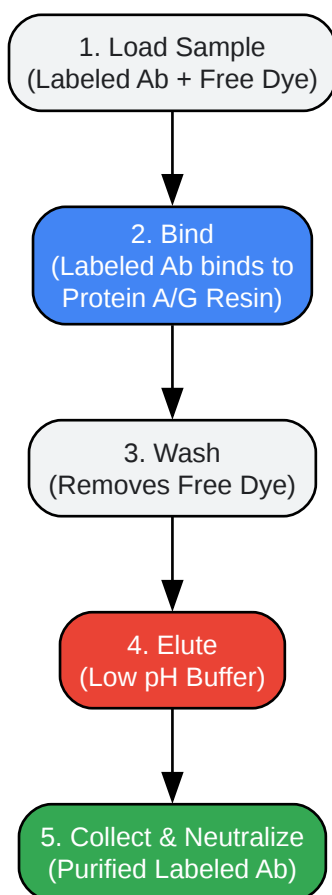 1. Load Sample
(Labeled Ab + Free Dye)
2. Bind
(Labeled Ab binds to
Protein A/G Resin)
3. Wash
(Removes Free Dye)
4. Elute
(Low pH Buffer)
5. Collect & Neutralize
(Purified Labeled Ab)